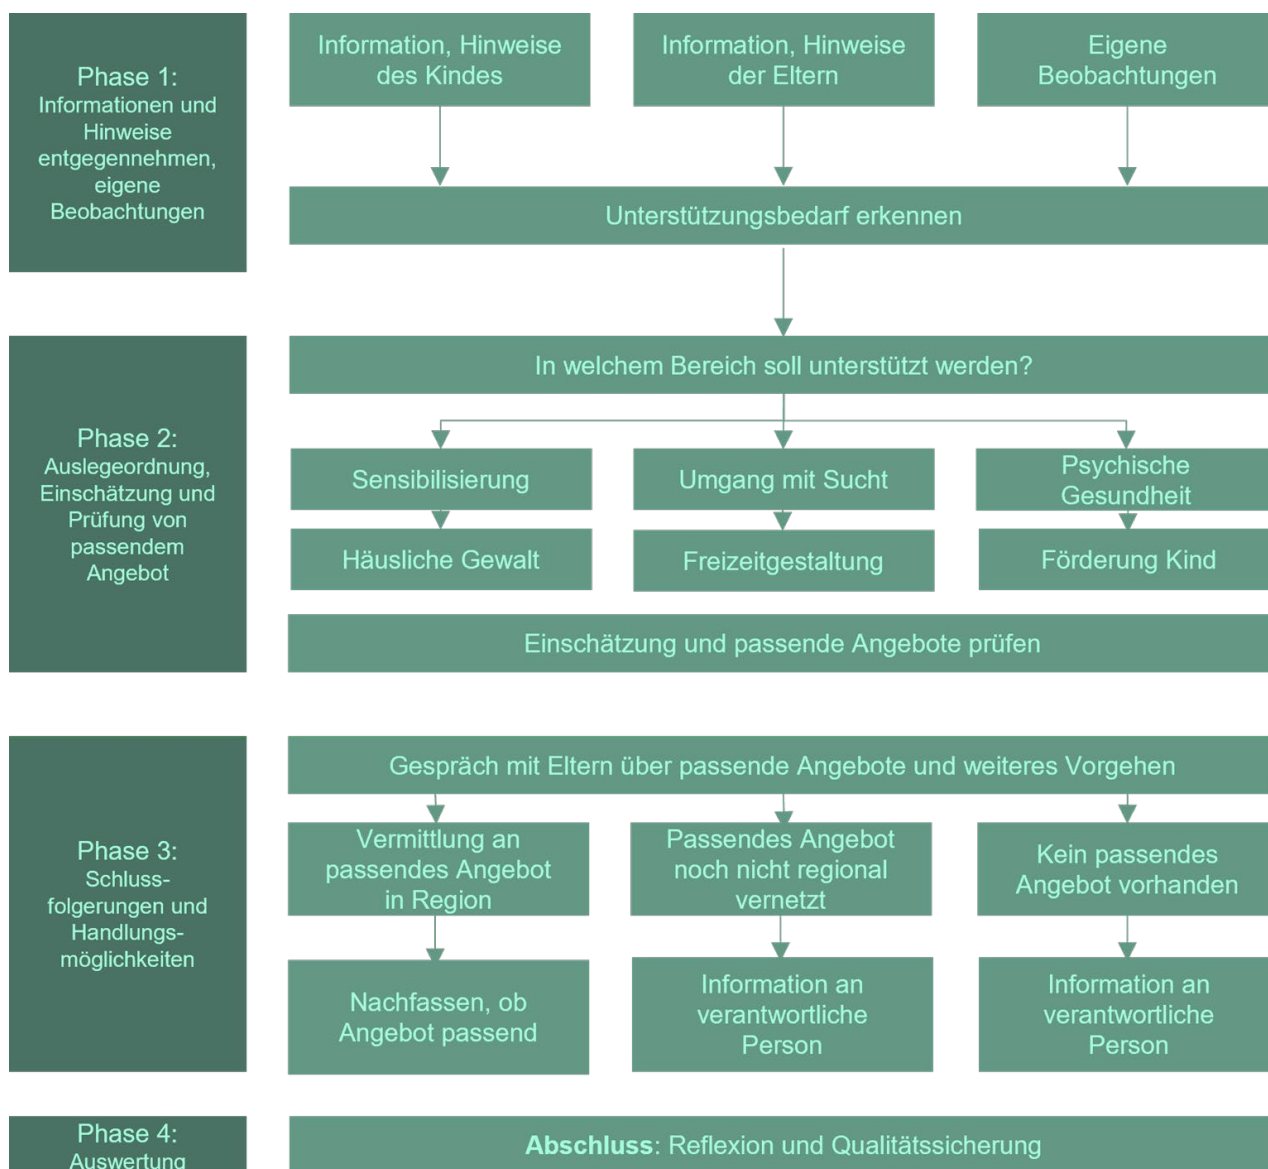 Phase 1:
Informationen und
Hinweise
entgegennehmen,
eigene
Beobachtungen
Information, Hinweise
des Kindes
Information, Hinweise
der Eltern
Eigene
Beobachtungen
Unterstützungsbedarf erkennen
Phase 2:
Auslegeordnung,
Einschätzung und
Prüfung von
passendem
Angebot
In welchem Bereich soll unterstützt werden?
Sensibilisierung
Umgang mit Sucht
Psychische
Gesundheit
Häusliche Gewalt
Freizeitgestaltung
Förderung Kind
Einschätzung und passende Angebote prüfen
Phase 3:
Schluss-
folgerungen und
Handlungs-
möglichkeiten
Gespräch mit Eltern über passende Angebote und weiteres Vorgehen
Vermittlung an
passendes Angebot
in Region
Passendes Angebot
noch nicht regional
vernetzt
Kein passendes
Angebot vorhanden
Nachfassen, ob
Angebot passend
Information an
verantwortliche
Person
Information an
verantwortliche
Person
Phase 4:
Auswertung
Abschluss: Reflexion und Qualitätssicherung